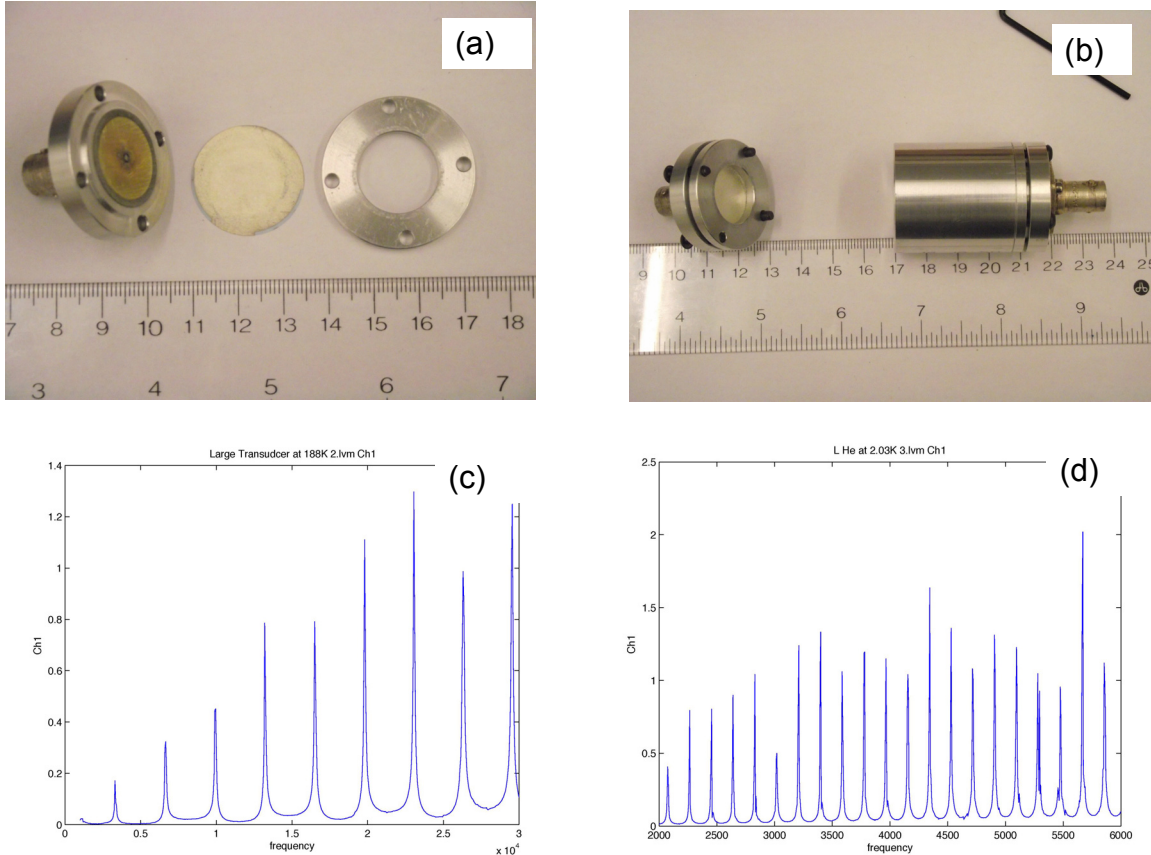 (a)
7 8 9 10 11 12 13 14 15 16 17 18
3 4 5 6 7
(b)
9 10 11 12 13 14 15 16 17 18 19 20 21 22 23 24 25
4 5 6 7 8 9
Large Transudcer at 188K 2.lvm Ch1
(c)
1.4
1.2
1
0.8
0.6
0.4
0.2
0
Ch1
0 0.5 1 1.5 2 2.5 3
frequency
x 10^4
L He at 2.03K 3.lvm Ch1
(d)
2.5
2
1.5
1
0.5
0
Ch1
2000 2500 3000 3500 4000 4500 5000 5500 6000
frequency